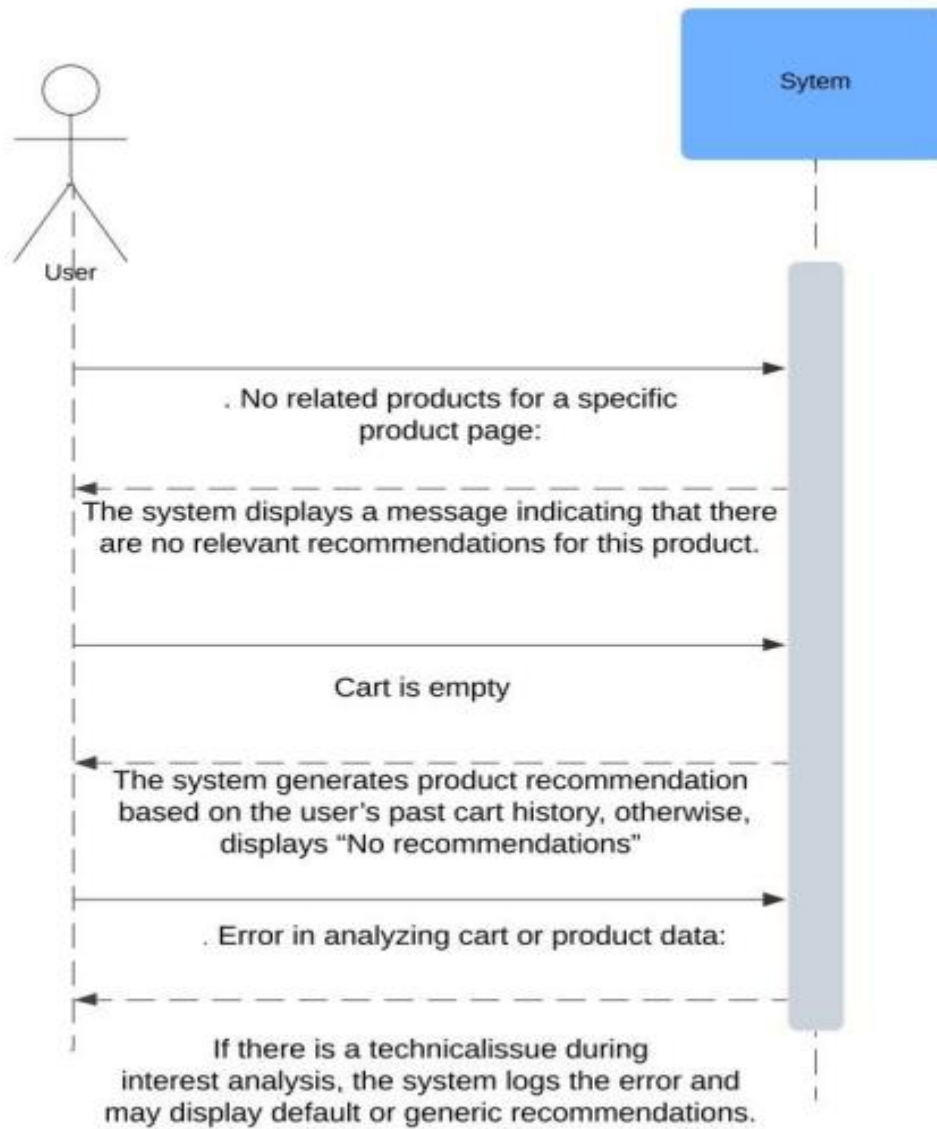 Sytem
User
. No related products for a specific
product page:
The system displays a message indicating that there
are no relevant recommendations for this product.
Cart is empty
The system generates product recommendation
based on the user’s past cart history, otherwise,
displays “No recommendations”
. Error in analyzing cart or product data:
If there is a technicalissue during
interest analysis, the system logs the error and
may display default or generic recommendations.